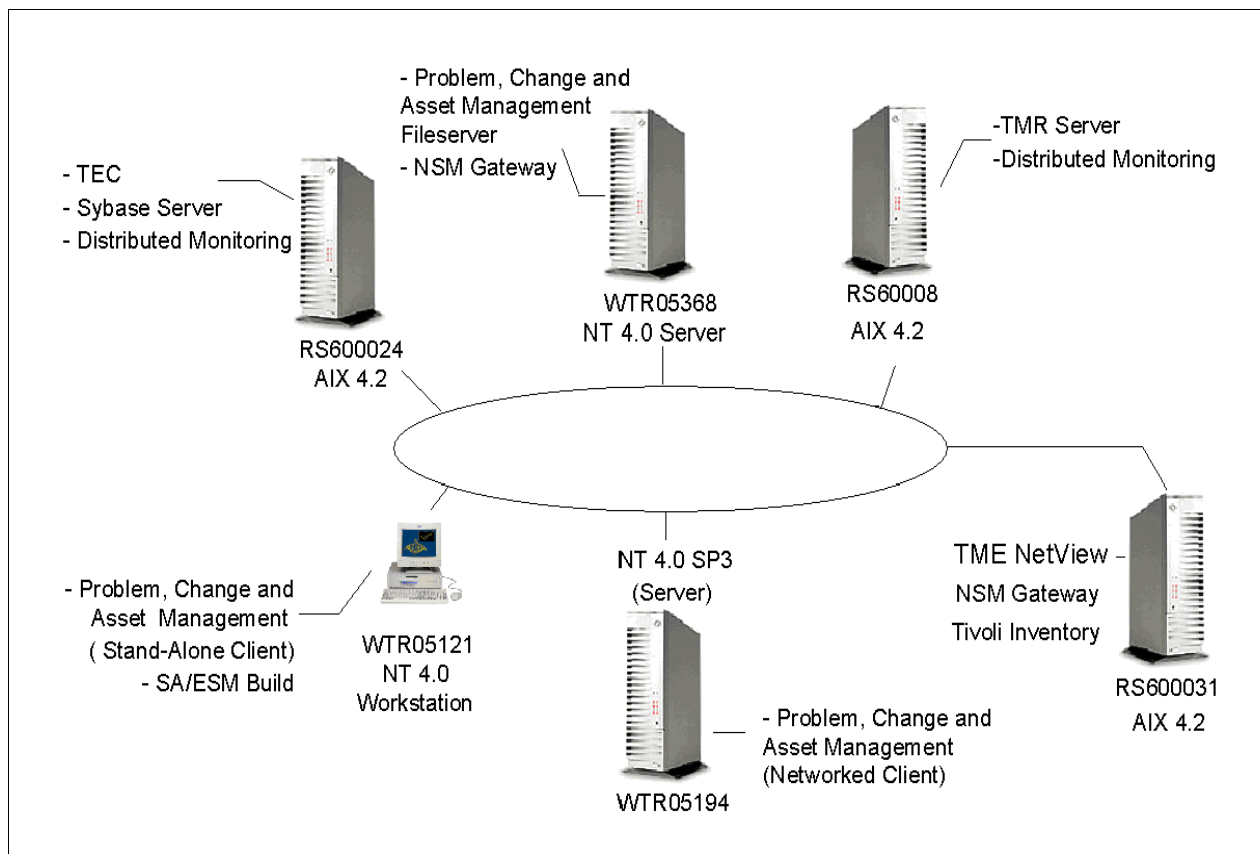 - Problem, Change and
Asset Management
Fileserver
- NSM Gateway
-TMR Server
-Distributed Monitoring
- TEC
- Sybase Server
- Distributed Monitoring
WTR05368
NT 4.0 Server
RS60008
AIX 4.2
RS600024
AIX 4.2
- Problem, Change and
Asset Management
( Stand-Alone Client)
- SA/ESM Build
WTR05121
NT 4.0
Workstation
NT 4.0 SP3
(Server)
WTR05194
- Problem, Change and
Asset Management
(Networked Client)
TME NetView
NSM Gateway
Tivoli Inventory
RS600031
AIX 4.2